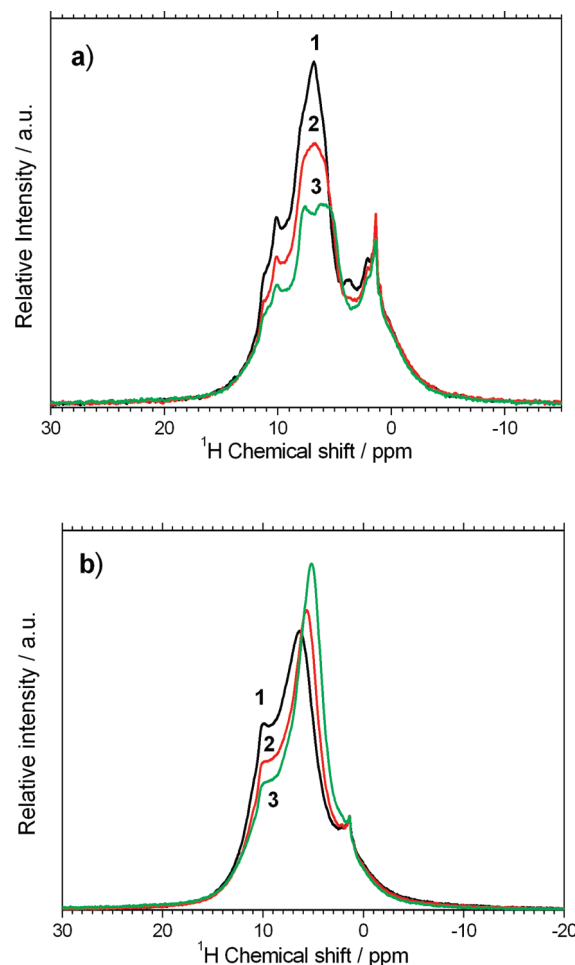 a)
1
2
3
Relative Intensity / a.u.
30 20 10 0 -10
¹H Chemical shift / ppm
b)
1
2
3
Relative intensity / a.u.
30 20 10 0 -10 -20
¹H Chemical shift / ppm